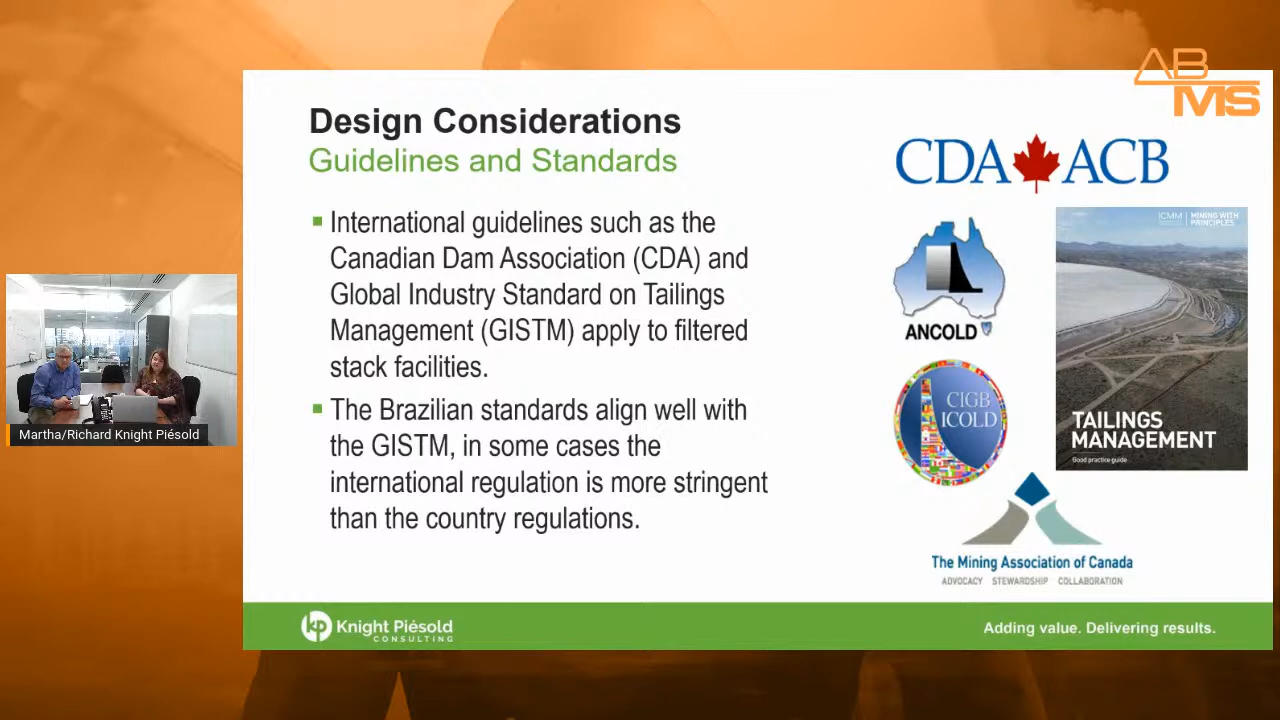 ABMS
Design Considerations
Guidelines and Standards
International guidelines such as the
Canadian Dam Association (CDA) and
Global Industry Standard on Tailings
Management (GISTM) apply to filtered
stack facilities.
The Brazilian standards align well with
the GISTM, in some cases the
international regulation is more stringent
than the country regulations.
CDA ACB
ANCOLD
CIGB
ICOLD
ICMM
MINING WITH
PRINCIPLES
TAILINGS
MANAGEMENT
Good practice guide
The Mining Association of Canada
ADVOCACY STEWARDSHIP COLLABORATION
Martha/Richard Knight Piésold
kp Knight Piésold
CONSULTING
Adding value. Delivering results.